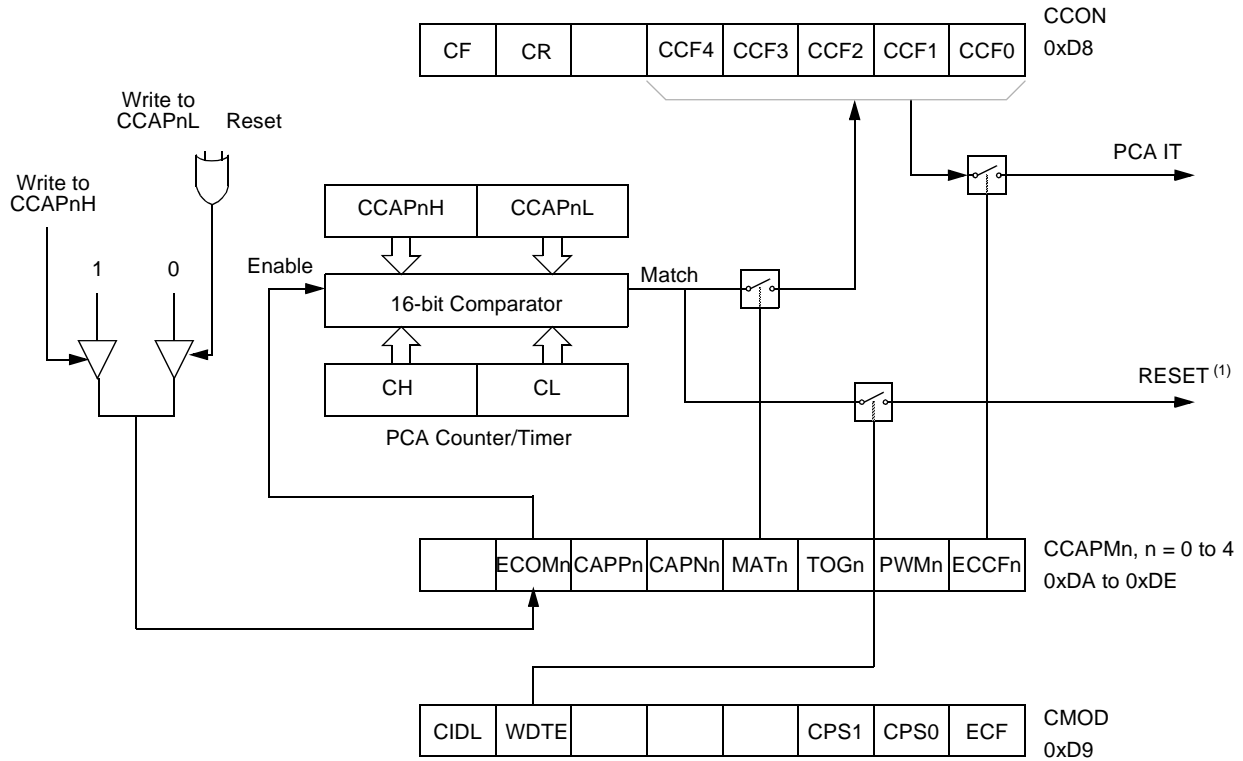 CCON
CF CR CCF4 CCF3 CCF2 CCF1 CCF0
0xD8
Write to
CCAPnL Reset
PCA IT
Write to
CCAPnH
CCAPnH CCAPnL
1 0
Enable
Match
16-bit Comparator
RESET (1)
CH CL
PCA Counter/Timer
ECOMn CAPPn CAPNn MATn TOGn PWMn ECCFn
CCAPMn, n = 0 to 4
0xDA to 0xDE
CIDL WDTE CPS1 CPS0 ECF
CMOD
0xD9